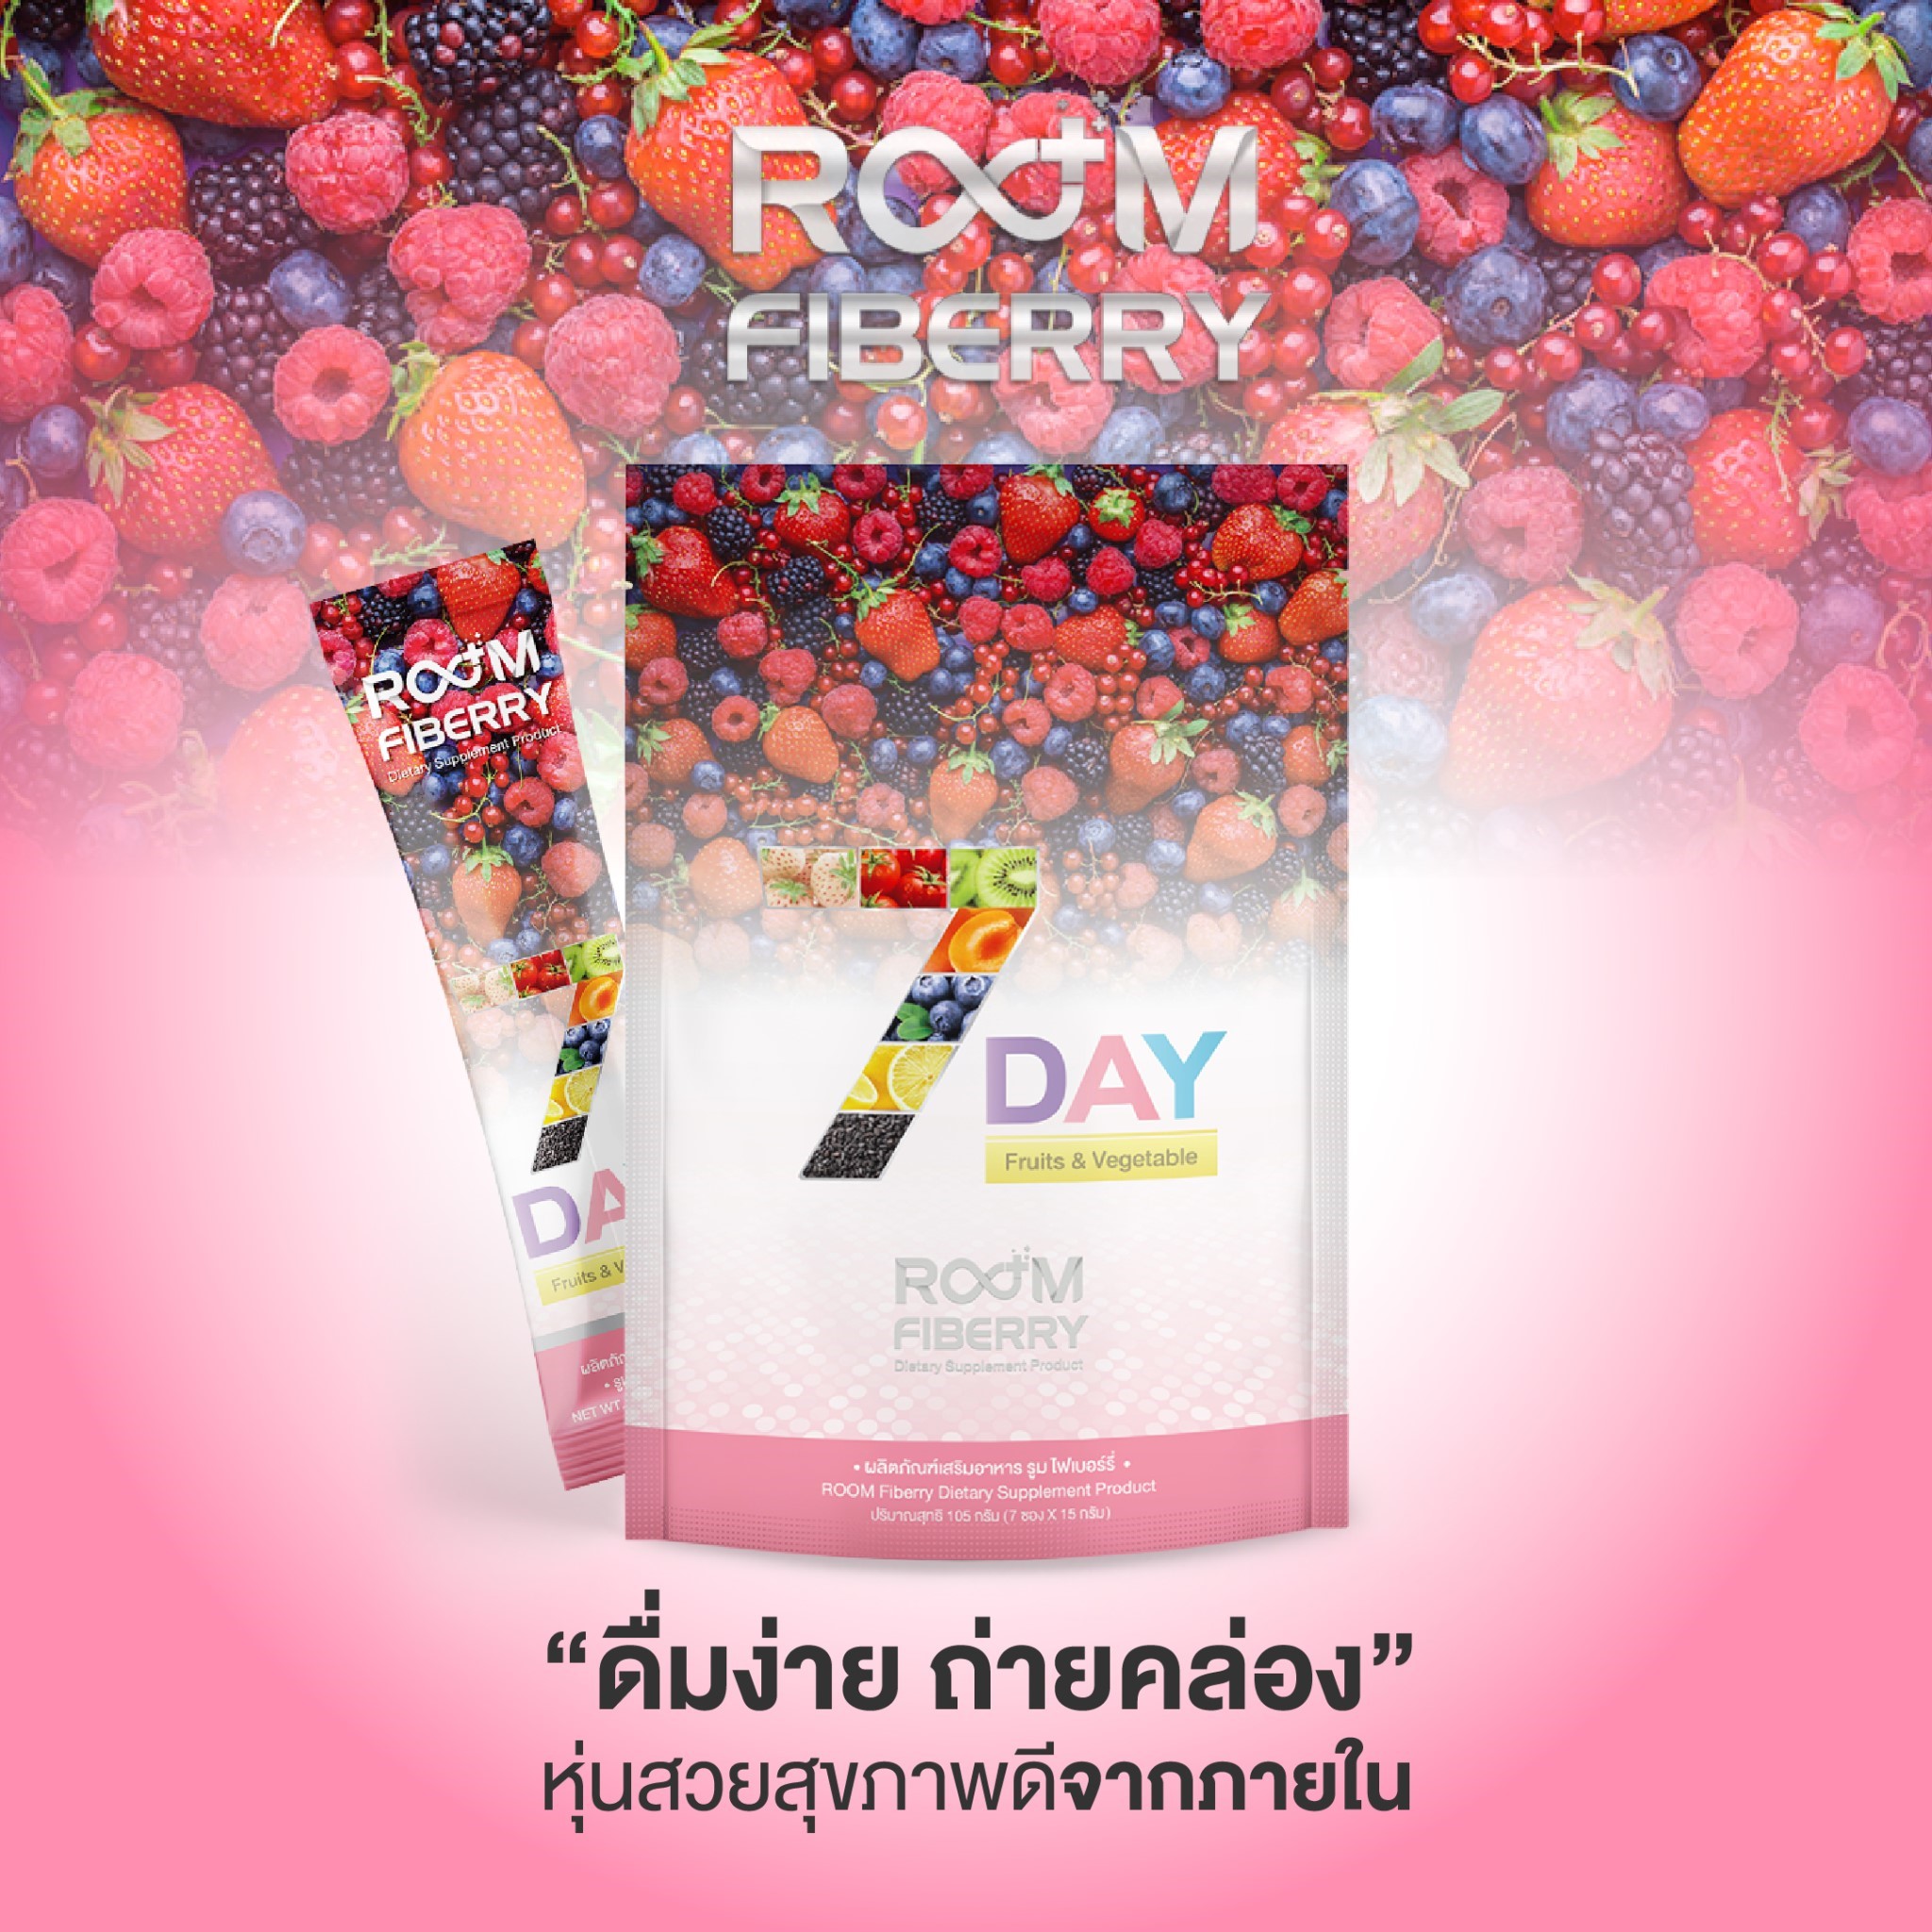 ROOM
FIBERRY
ROOM
FIBERRY
Dietary Supplement Product
7
DA
Fruits & V
NET WT.
7 DAY
Fruits & Vegetable
ROOM
FIBERRY
Dietary Supplement Product
• ผลิตภัณฑ์เสริมอาหาร รูม ไฟเบอร์รี่ •
ROOM Fiberry Dietary Supplement Product
ปริมาณสุทธิ 105 กรัม (7 ซอง X 15 กรัม)
“ดื่มง่าย ถ่ายคล่อง”
หุ่นสวยสุขภาพดีจากภายใน